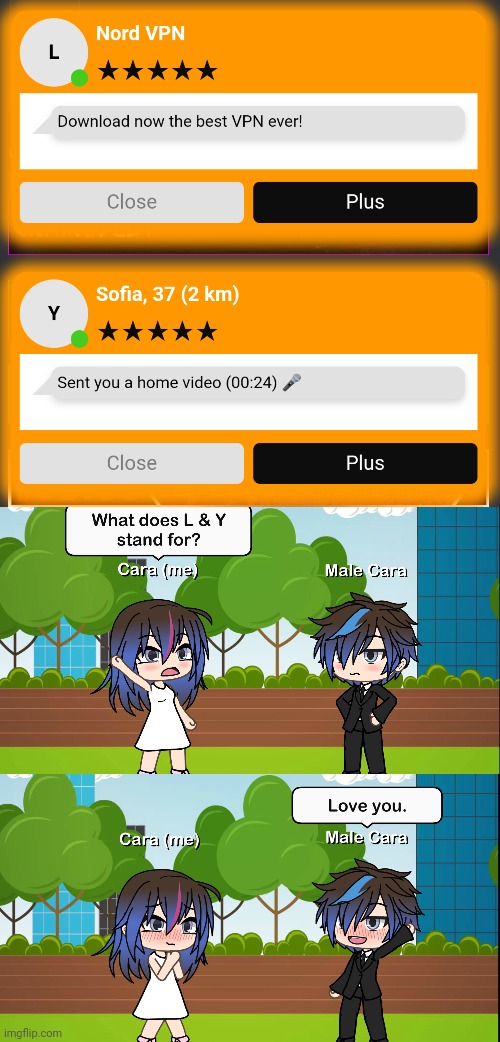 L
Nord VPN
★★★★★
Download now the best VPN ever!
Close
Plus
Y
Sofia, 37 (2 km)
★★★★★
Sent you a home video (00:24) 🎤
Close
Plus
What does L & Y
stand for?
Cara (me)
Male Cara
Love you.
Cara (me)
Male Cara
imgflip.com